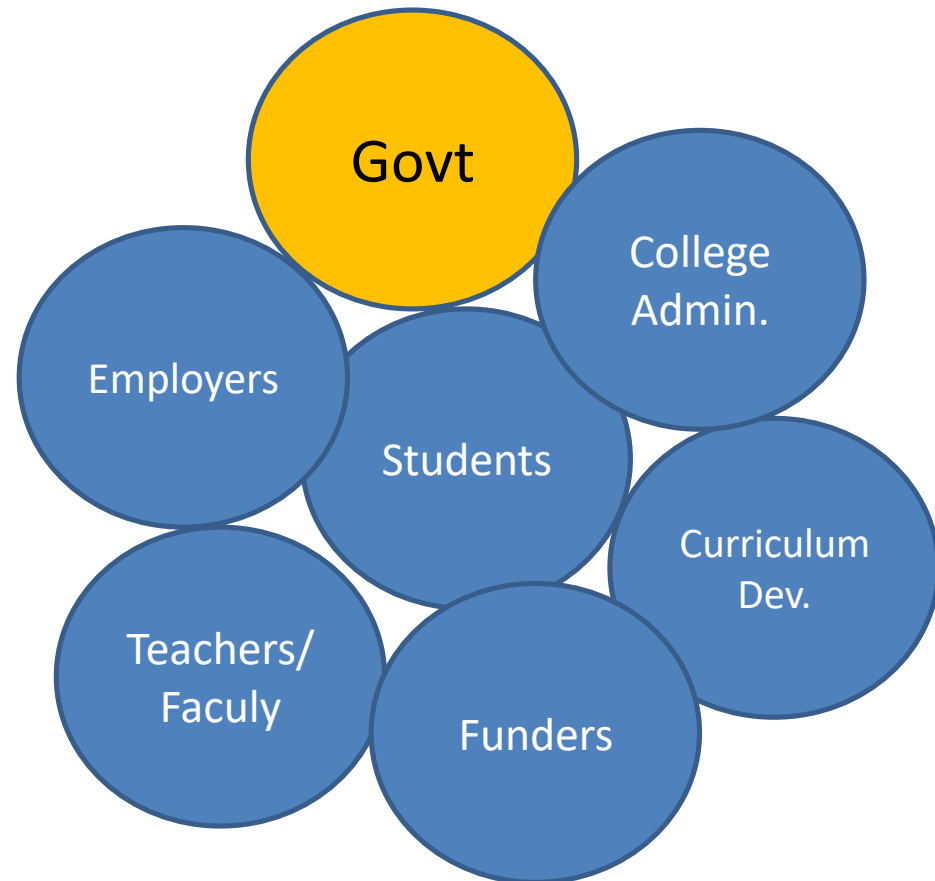 Govt
College
Admin.
Employers
Students
Curriculum
Dev.
Teachers/
Faculy
Funders